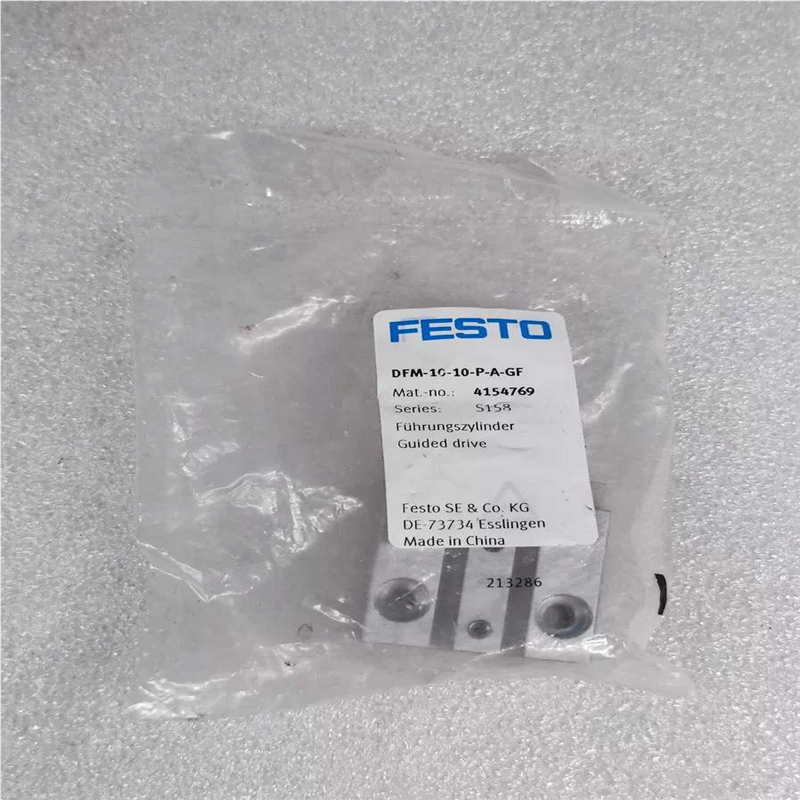 FESTO
DFM-10-10-P-A-GF
Mat.-no.: 4154769
Series: S158
Führungszylinder
Guided drive
Festo SE & Co. KG
DE-73734 Esslingen
Made in China
213286